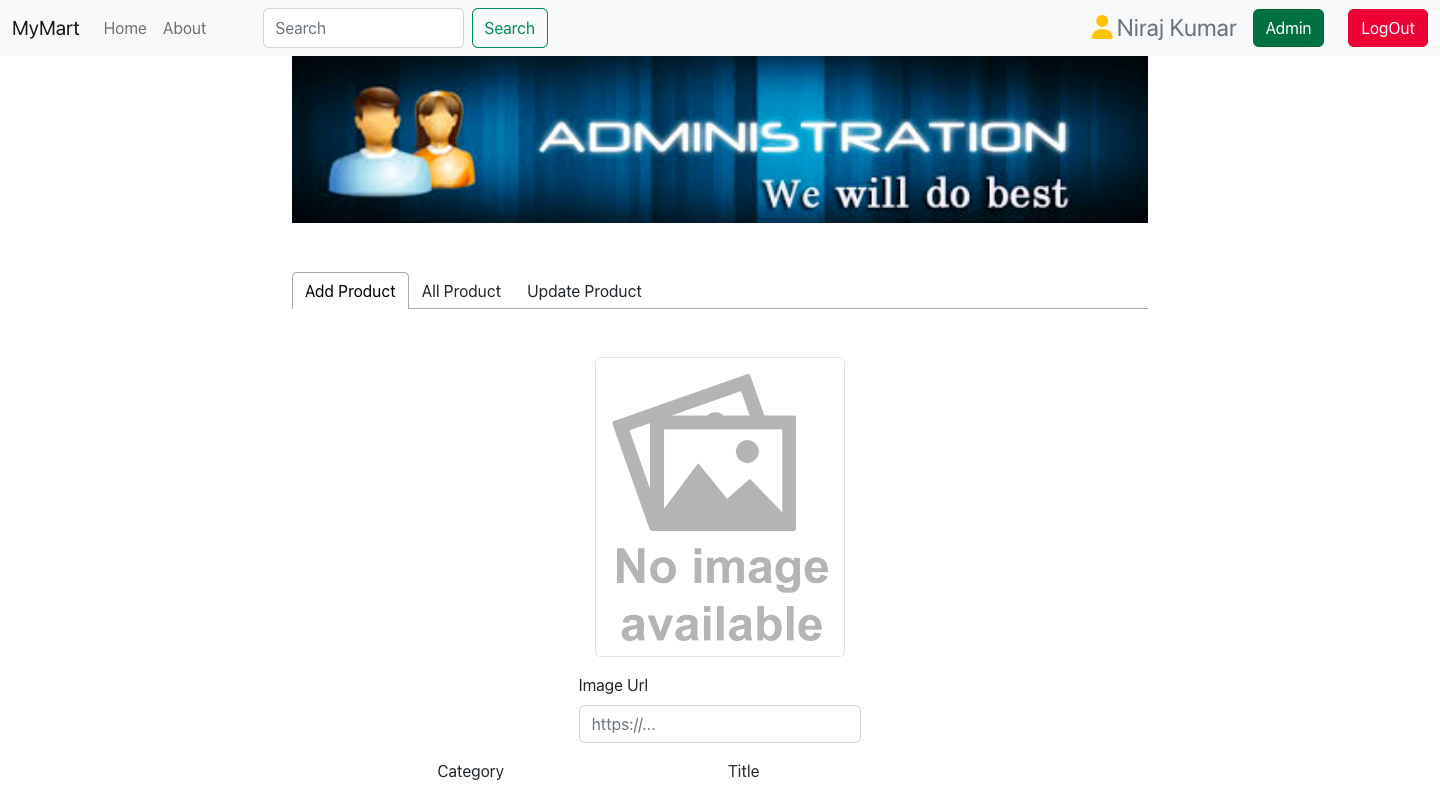 MyMart Home About Search Search Niraj Kumar Admin LogOut
ADMINISTRATION
We will do best
Add Product All Product Update Product
No image
available
Image Url
https://...
Category Title